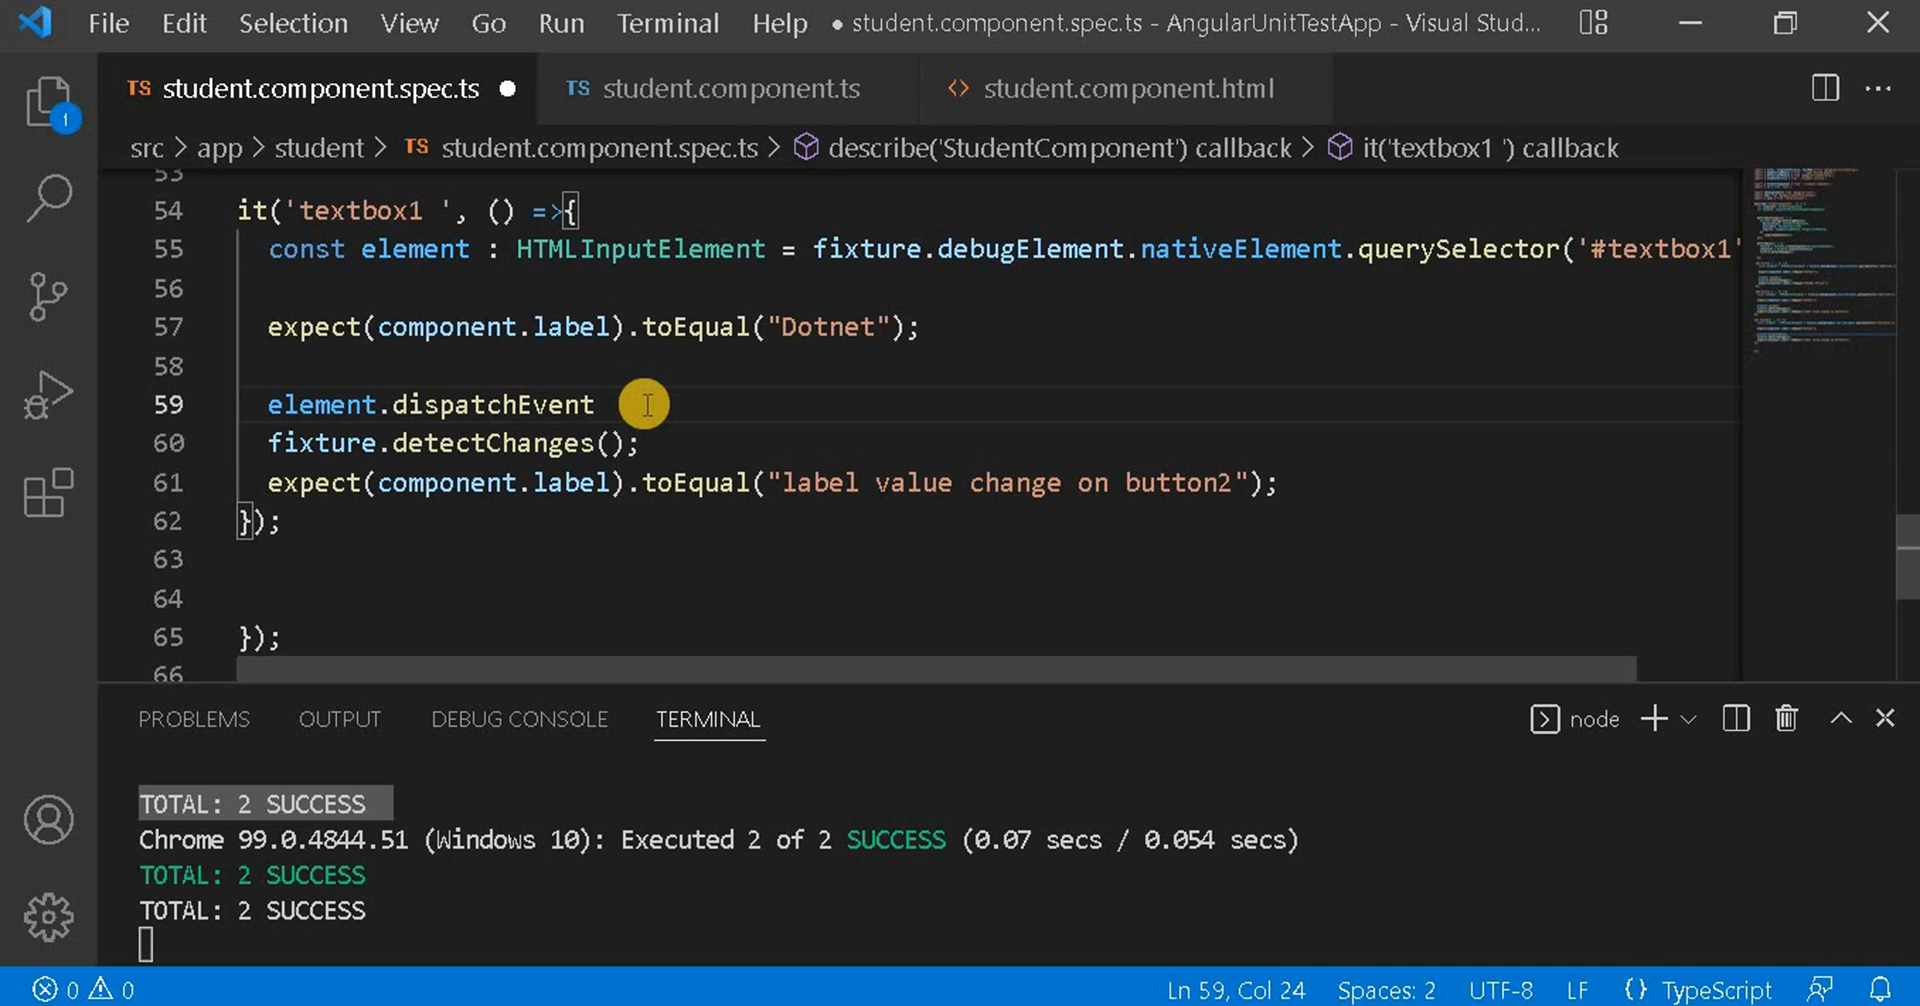 File Edit Selection View Go Run Terminal Help ● student.component.spec.ts - AngularUnitTestApp - Visual Stud...
TS student.component.spec.ts ● TS student.component.ts <> student.component.html ...
src > app > student > TS student.component.spec.ts > describe('StudentComponent') callback > it('textbox1 ') callback
53
54 it('textbox1 ', () =>{
55 const element : HTMLInputElement = fixture.debugElement.nativeElement.querySelector('#textbox1'
56
57 expect(component.label).toEqual("Dotnet");
58
59 element.dispatchEvent
60 fixture.detectChanges();
61 expect(component.label).toEqual("label value change on button2");
62 });
63
64
65 });
66
1
PROBLEMS OUTPUT DEBUG CONSOLE TERMINAL node
TOTAL: 2 SUCCESS
Chrome 99.0.4844.51 (Windows 10): Executed 2 of 2 SUCCESS (0.07 secs / 0.054 secs)
TOTAL: 2 SUCCESS
TOTAL: 2 SUCCESS
0 0 Ln 59, Col 24 Spaces: 2 UTF-8 LF {} TypeScript